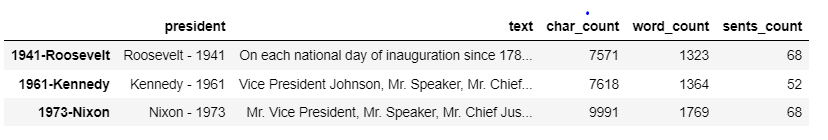 president text char_count word_count sents_count
1941-Roosevelt Roosevelt - 1941 On each national day of inauguration since 178... 7571 1323 68
1961-Kennedy Kennedy - 1961 Vice President Johnson, Mr. Speaker, Mr. Chief... 7618 1364 52
1973-Nixon Nixon - 1973 Mr. Vice President, Mr. Speaker, Mr. Chief Jus... 9991 1769 68